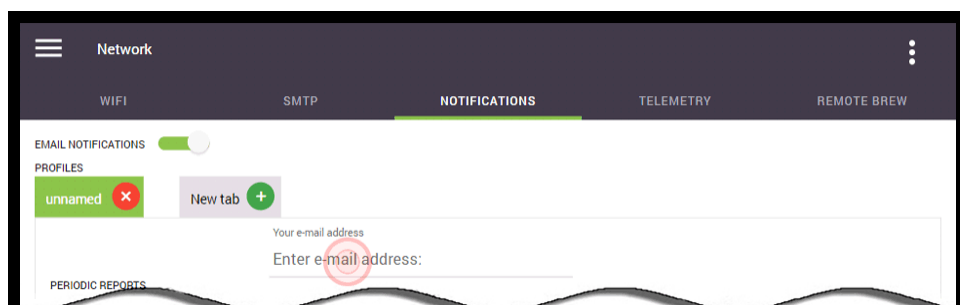 Network
WIFI SMTP NOTIFICATIONS TELEMETRY REMOTE BREW
EMAIL NOTIFICATIONS
PROFILES
unnamed New tab
Your e-mail address
Enter e-mail address:
PERIODIC REPORTS